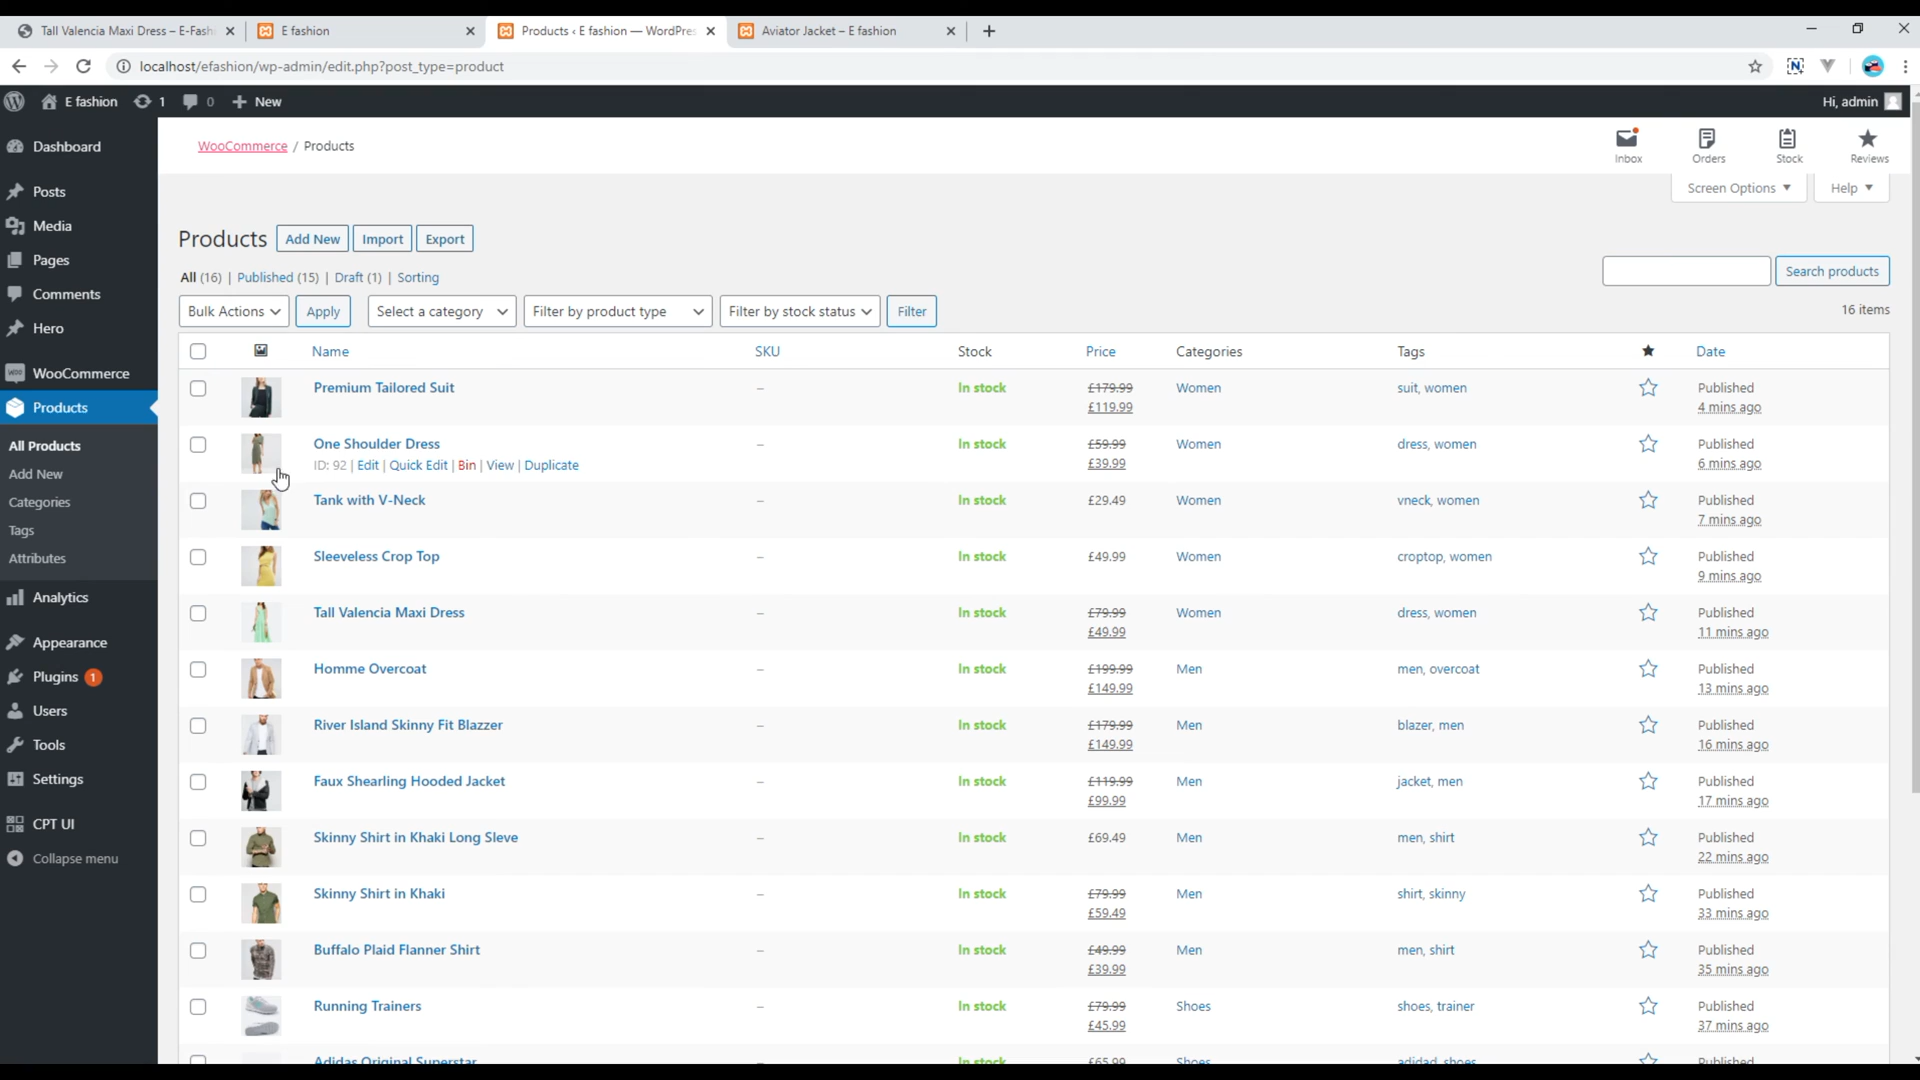 Tall Valencia Maxi Dress – E-Fash
E fashion
Products ‹ E fashion — WordPres
Aviator Jacket – E fashion
localhost/efashion/wp-admin/edit.php?post_type=product
E fashion 1 0 New Hi, admin
Dashboard
Posts
Media
Pages
Comments
Hero
WooCommerce
Products
All Products
Add New
Categories
Tags
Attributes
Analytics
Appearance
Plugins 1
Users
Tools
Settings
CPT UI
Collapse menu
WooCommerce / Products
Inbox Orders Stock Reviews
Screen Options Help
Products Add New Import Export
All (16) | Published (15) | Draft (1) | Sorting
Search products
Bulk Actions Apply Select a category Filter by product type Filter by stock status Filter 16 items
Name SKU Stock Price Categories Tags Date
Premium Tailored Suit – In stock £179.99 Women suit, women Published
£119.99 4 mins ago
One Shoulder Dress – In stock £59.99 Women dress, women Published
ID: 92 | Edit | Quick Edit | Bin | View | Duplicate £39.99 6 mins ago
Tank with V-Neck – In stock £29.49 Women vneck, women Published
7 mins ago
Sleeveless Crop Top – In stock £49.99 Women croptop, women Published
9 mins ago
Tall Valencia Maxi Dress – In stock £79.99 Women dress, women Published
£49.99 11 mins ago
Homme Overcoat – In stock £199.99 Men men, overcoat Published
£149.99 13 mins ago
River Island Skinny Fit Blazzer – In stock £179.99 Men blazer, men Published
£149.99 16 mins ago
Faux Shearling Hooded Jacket – In stock £119.99 Men jacket, men Published
£99.99 17 mins ago
Skinny Shirt in Khaki Long Sleve – In stock £69.49 Men men, shirt Published
22 mins ago
Skinny Shirt in Khaki – In stock £79.99 Men shirt, skinny Published
£59.49 33 mins ago
Buffalo Plaid Flanner Shirt – In stock £49.99 Men men, shirt Published
£39.99 35 mins ago
Running Trainers – In stock £79.99 Shoes shoes, trainer Published
£45.99 37 mins ago
Adidas Original Superstar In stock £65.99 Shoes adidad, shoes Published